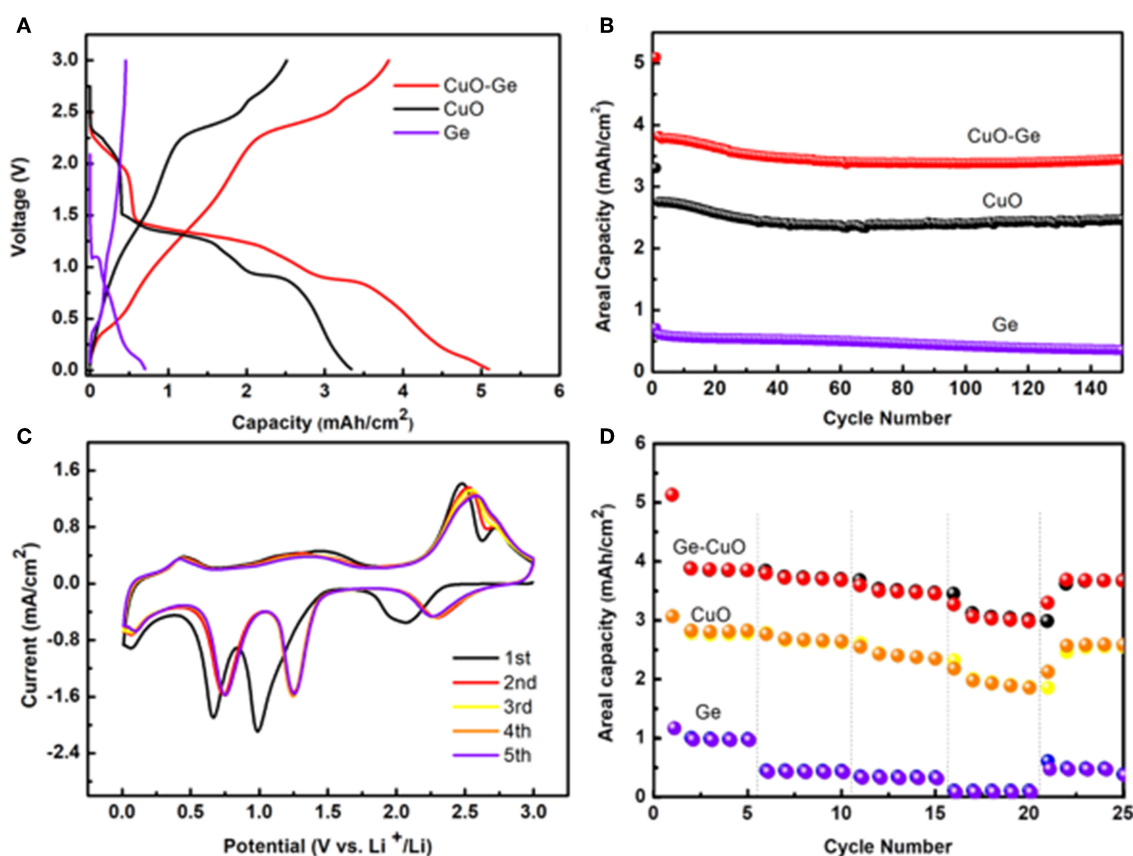 A
3.0
2.5
2.0
1.5
1.0
0.5
0.0
Voltage (V)
CuO-Ge
CuO
Ge
0 1 2 3 4 5 6
Capacity (mAh/cm2)
B
5
4
3
2
1
0
Areal Capacity (mAh/cm2)
CuO-Ge
CuO
Ge
0 20 40 60 80 100 120 140
Cycle Number
C
1.6
0.8
0.0
-0.8
-1.6
-2.4
Current (mA/cm2)
1st
2nd
3rd
4th
5th
0.0 0.5 1.0 1.5 2.0 2.5 3.0
Potential (V vs. Li +/Li)
D
6
5
4
3
2
1
0
Areal capacity (mAh/cm2)
Ge-CuO
CuO
Ge
0 5 10 15 20 25
Cycle Number